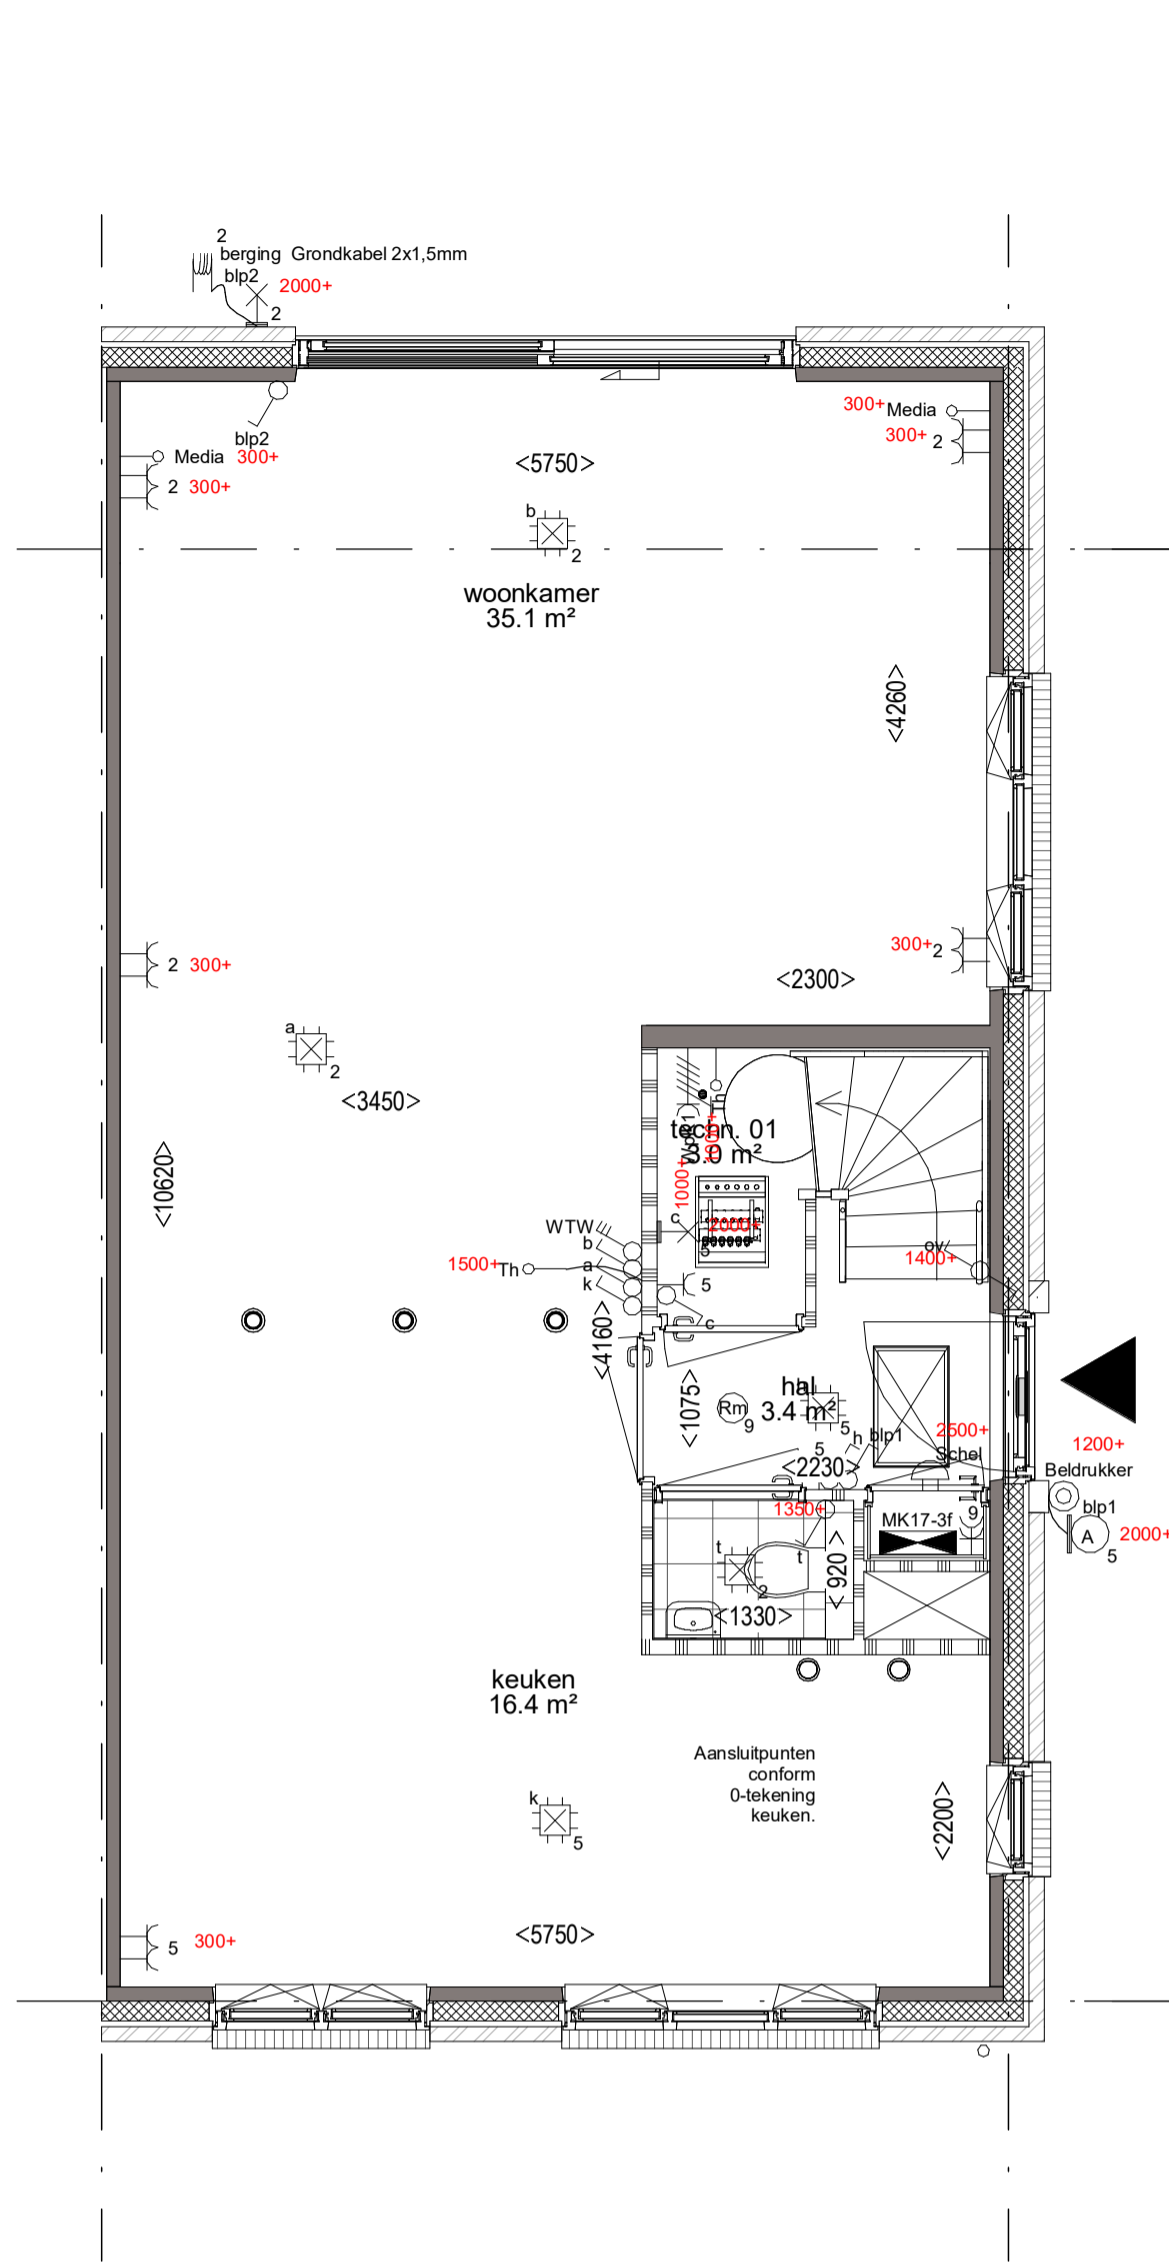 2
berging Grondkabel 2x1,5mm
blp2
2000+
2
300+ Media
300+ 2
blp2
Media 300+
2 300+
<5750>
b
2
woonkamer
35.1 m²
<4260>
300+ 2
2 300+
<2300>
a
2
<3450>
Th
techn. 01
3.0 m²
1000+
1000+
<10620>
c
2000+
5
WTW
b
a
k
1500+ Th
5
c
ov
1400+
<4160>
<1075>
hal
3.4 m²
Rm
9
5
h blp1
5
<2230>
2500+
Schel
1200+
Beldrukker
blp1
A
2000+
5
1350+
MK17-3f
9
t
t
2
<920>
<1330>
keuken
16.4 m²
Aansluitpunten
conform
0-tekening
keuken.
k
5
<2200>
5 300+
<5750>